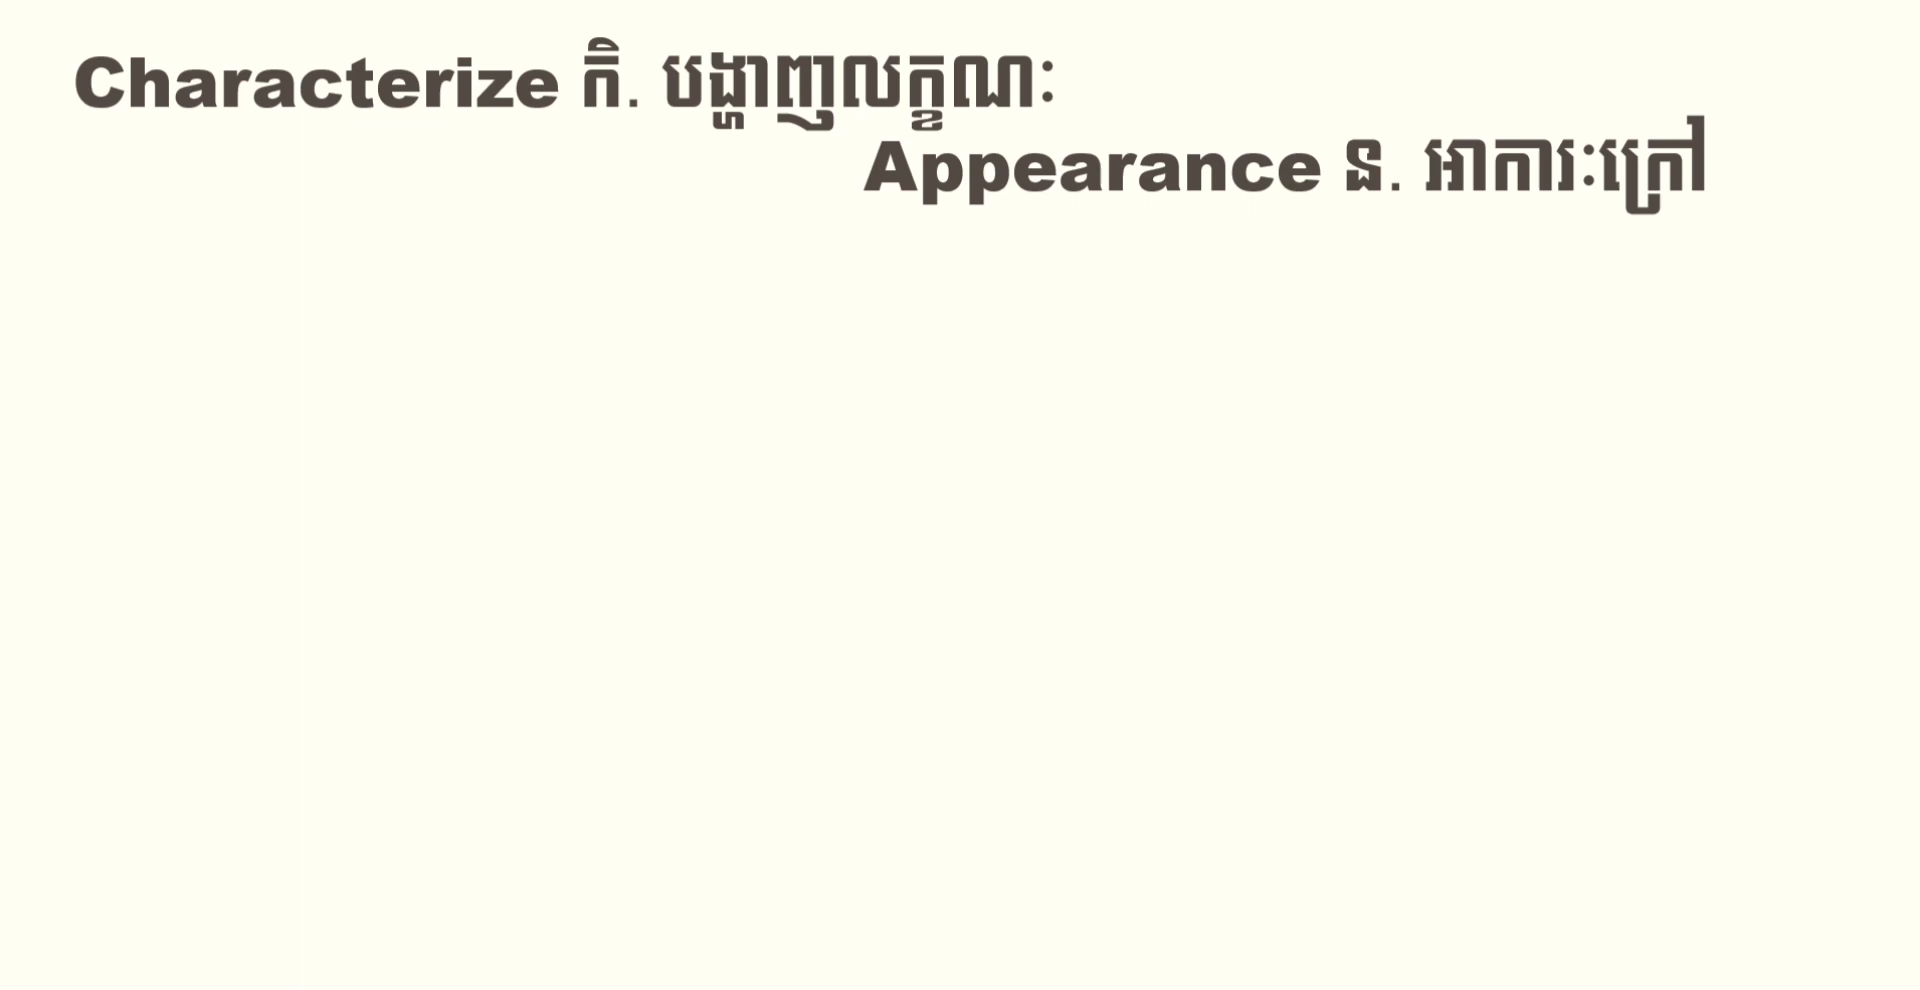 Characterize កិ. បង្ហាញលក្ខណៈ
Appearance ន. អាការៈក្រៅ